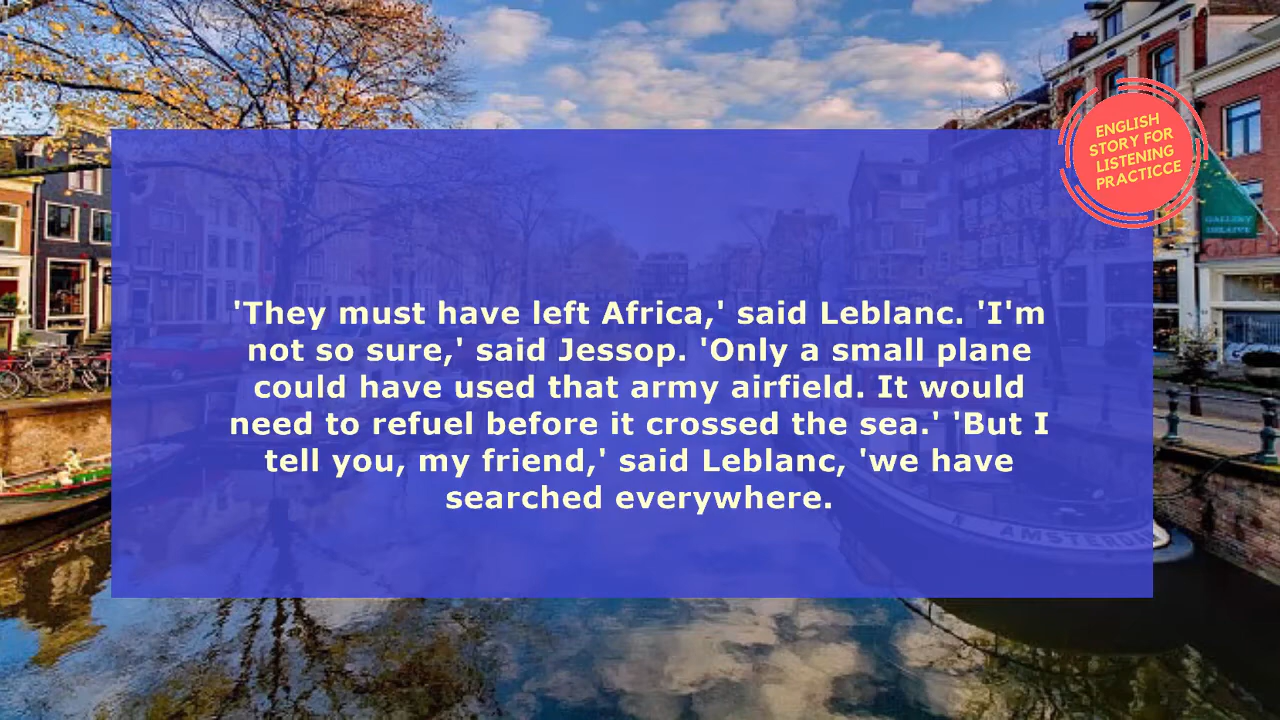 ENGLISH
STORY FOR
LISTENING
PRACTICCE
'They must have left Africa,' said Leblanc. 'I'm
not so sure,' said Jessop. 'Only a small plane
could have used that army airfield. It would
need to refuel before it crossed the sea.' 'But I
tell you, my friend,' said Leblanc, 'we have
searched everywhere.
AMSTERDAM